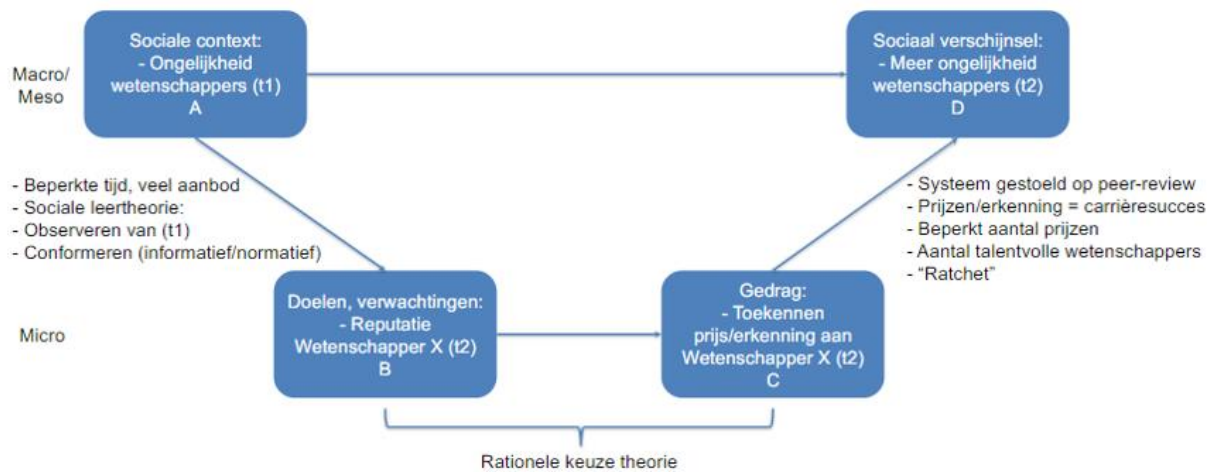 Sociale context:
- Ongelijkheid
wetenschappers (t1)
A
Sociaal verschijnsel:
- Meer ongelijkheid
wetenschappers (t2)
D
Macro/
Meso
- Beperkte tijd, veel aanbod
- Sociale leertheorie:
- Observeren van (t1)
- Conformeren (informatief/normatief)
- Systeem gestoeld op peer-review
- Prijzen/erkenning = carrièresucces
- Beperkt aantal prijzen
- Aantal talentvolle wetenschappers
- “Ratchet”
Micro
Doelen, verwachtingen:
- Reputatie
Wetenschapper X (t2)
B
Gedrag:
- Toekennen
prijs/erkenning aan
Wetenschapper X (t2)
C
Rationele keuze theorie